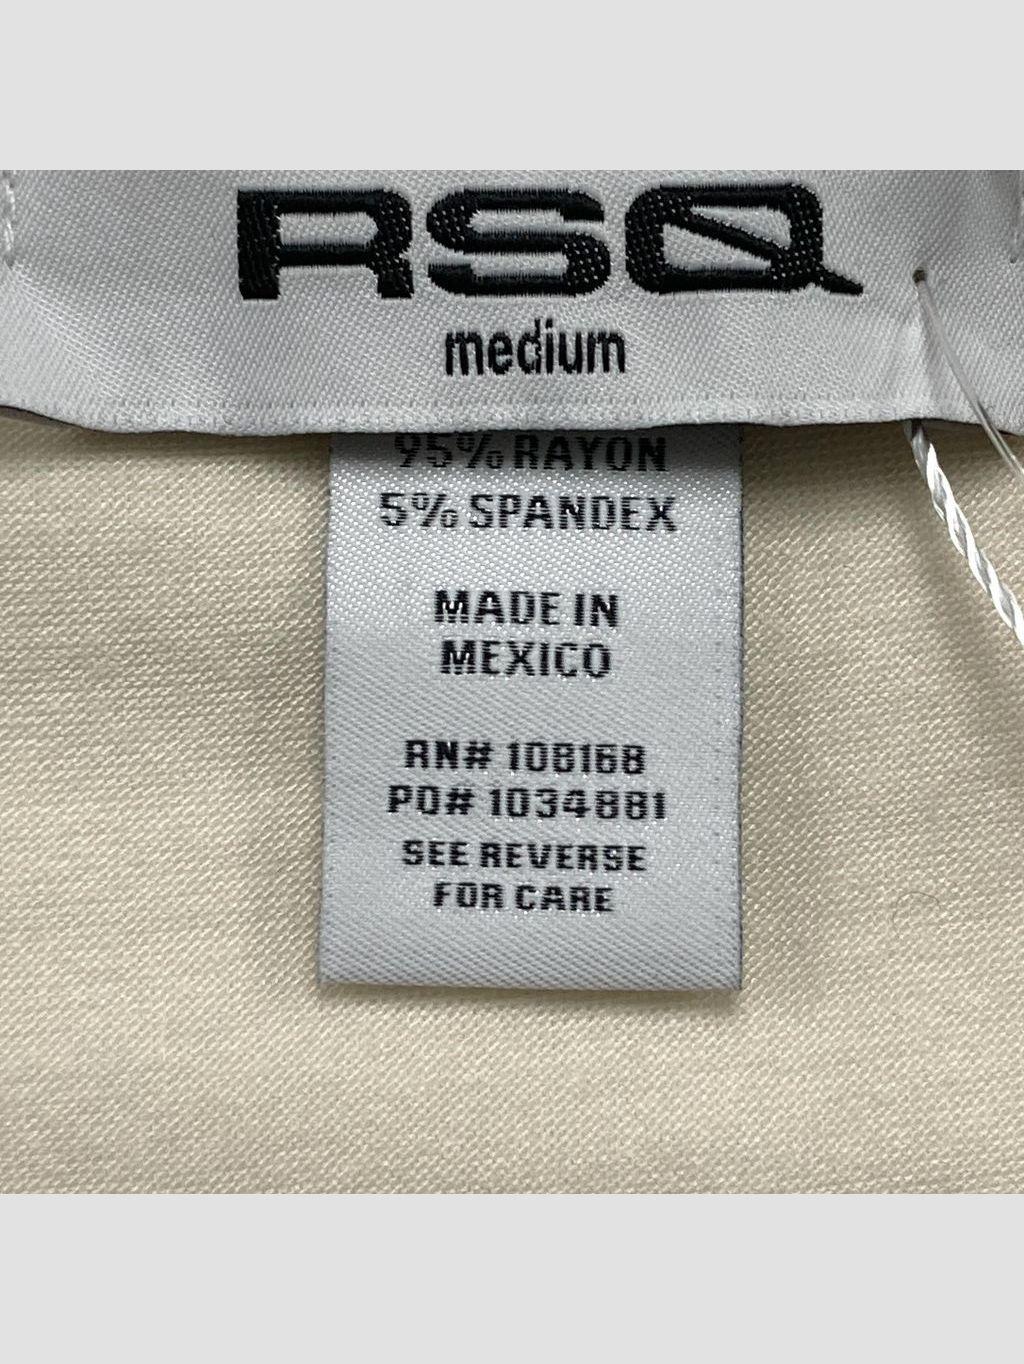 RSQ
medium
95% RAYON
5% SPANDEX
MADE IN
MEXICO
RN# 108168
PO# 1034881
SEE REVERSE
FOR CARE